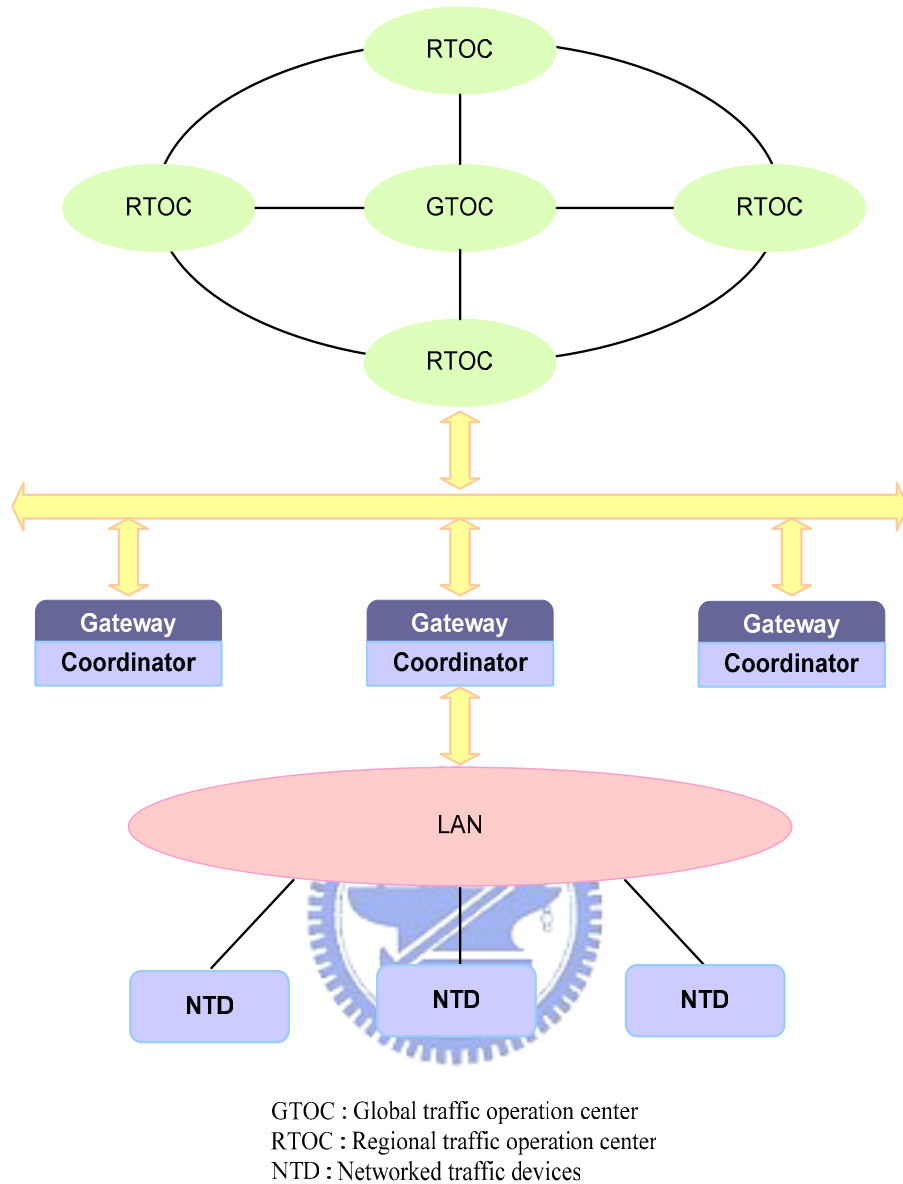 RTOC
RTOC
GTOC
RTOC
RTOC
Gateway
Coordinator
Gateway
Coordinator
Gateway
Coordinator
LAN
NTD
NTD
NTD
GTOC : Global traffic operation center
RTOC : Regional traffic operation center
NTD : Networked traffic devices